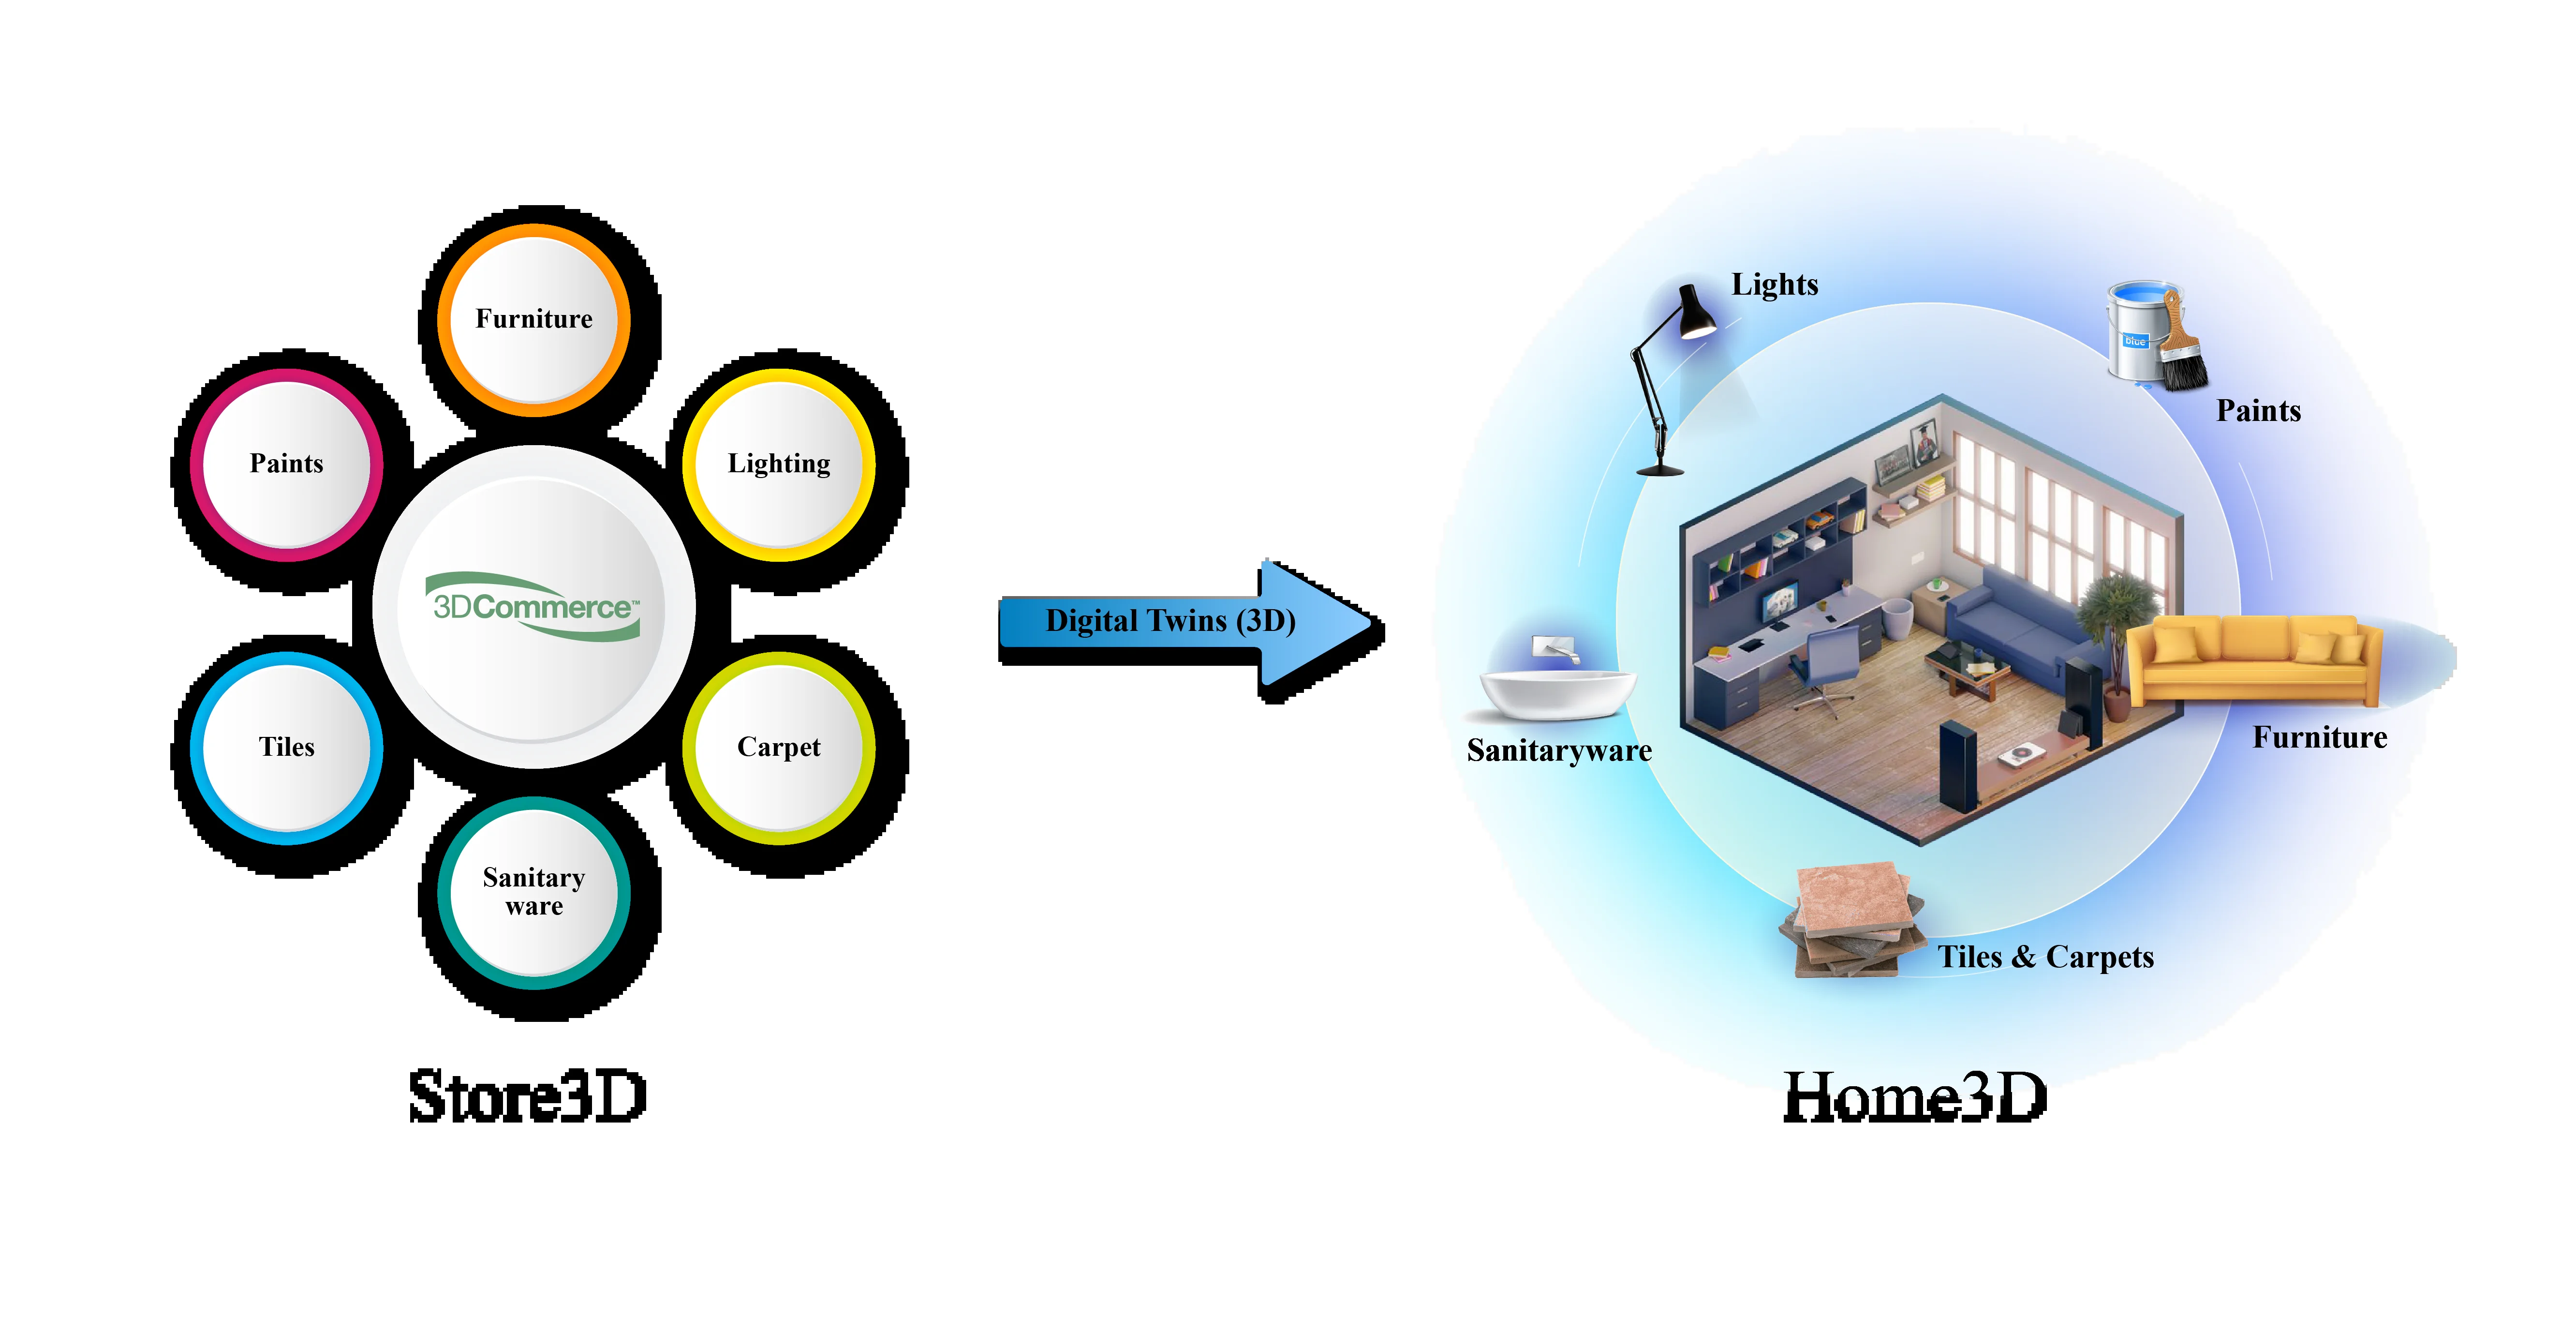 Furniture
Paints
Lighting
3DCommerce™
Tiles
Carpet
Sanitary
ware
Store3D
Digital Twins (3D)
Lights
blue
Paints
Sanitaryware
Furniture
Tiles & Carpets
Home3D